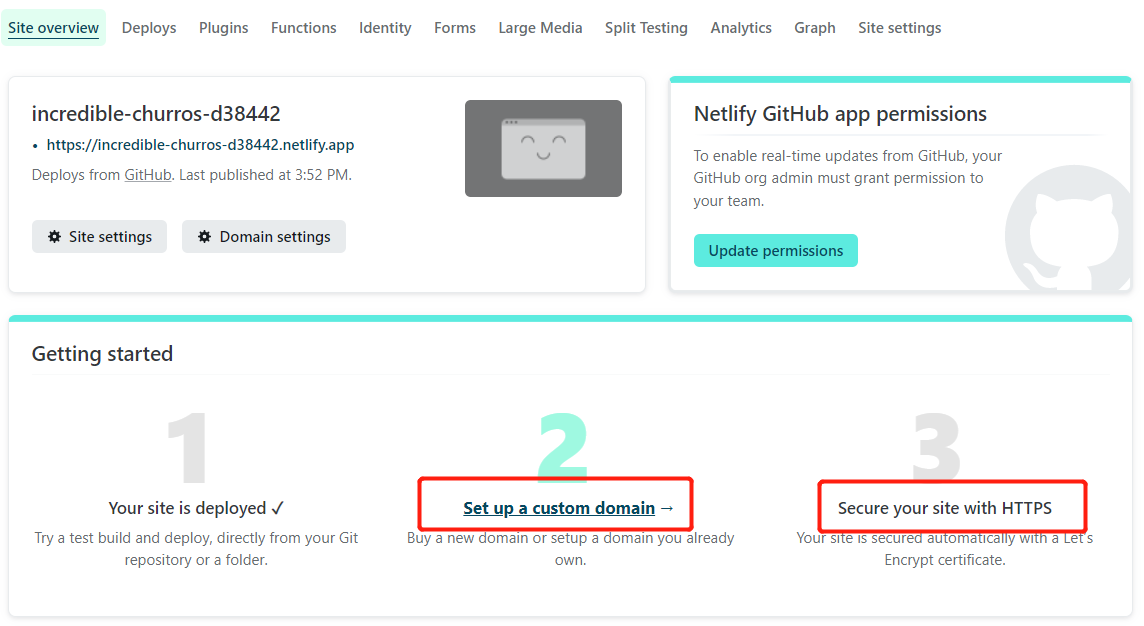 Site overview Deploys Plugins Functions Identity Forms Large Media Split Testing Analytics Graph Site settings
incredible-churros-d38442
• https://incredible-churros-d38442.netlify.app
Deploys from GitHub. Last published at 3:52 PM.
Site settings Domain settings
Netlify GitHub app permissions
To enable real-time updates from GitHub, your
GitHub org admin must grant permission to
your team.
Update permissions
Getting started
1
Your site is deployed ✓
Try a test build and deploy, directly from your Git
repository or a folder.
2
Set up a custom domain →
Buy a new domain or setup a domain you already
own.
3
Secure your site with HTTPS
Your site is secured automatically with a Let's
Encrypt certificate.